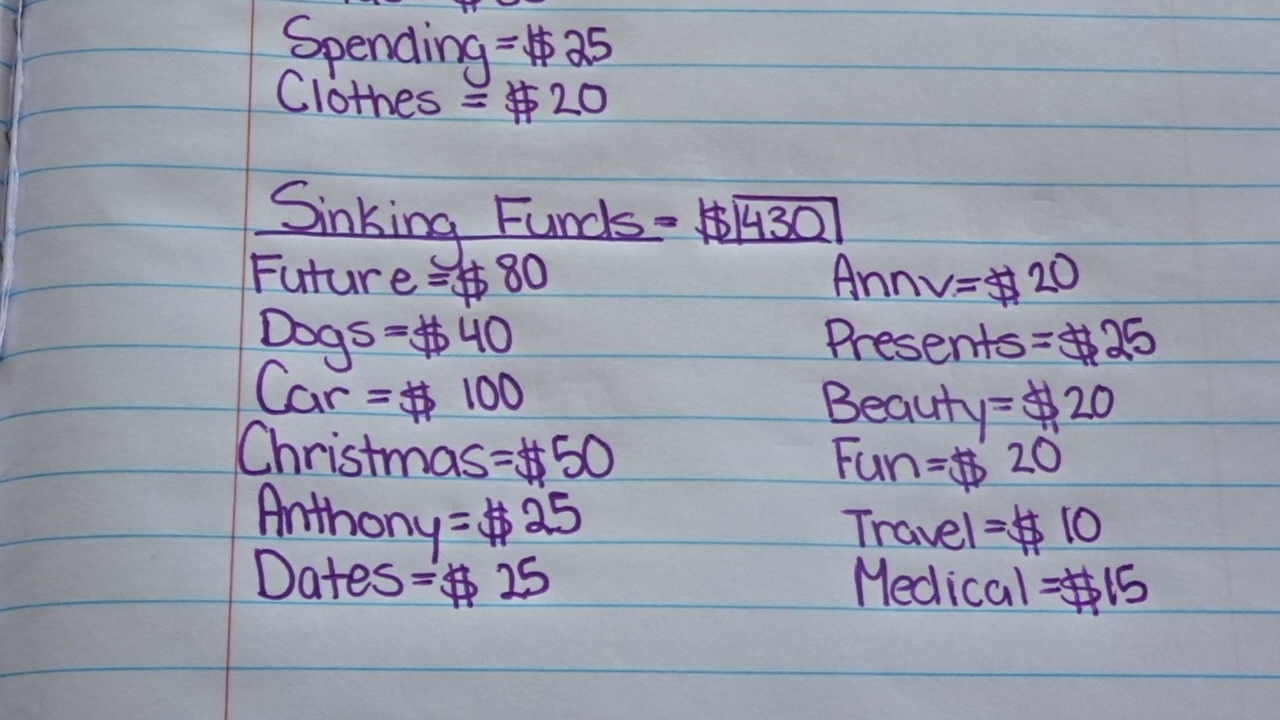 Spending = $25
Clothes = $20
Sinking Funds = $430
Future = $80
Dogs = $40
Car = $ 100
Christmas = $50
Anthony = $25
Dates = $ 25
Annv = $20
Presents = $25
Beauty = $20
Fun = $ 20
Travel = $ 10
Medical = $15